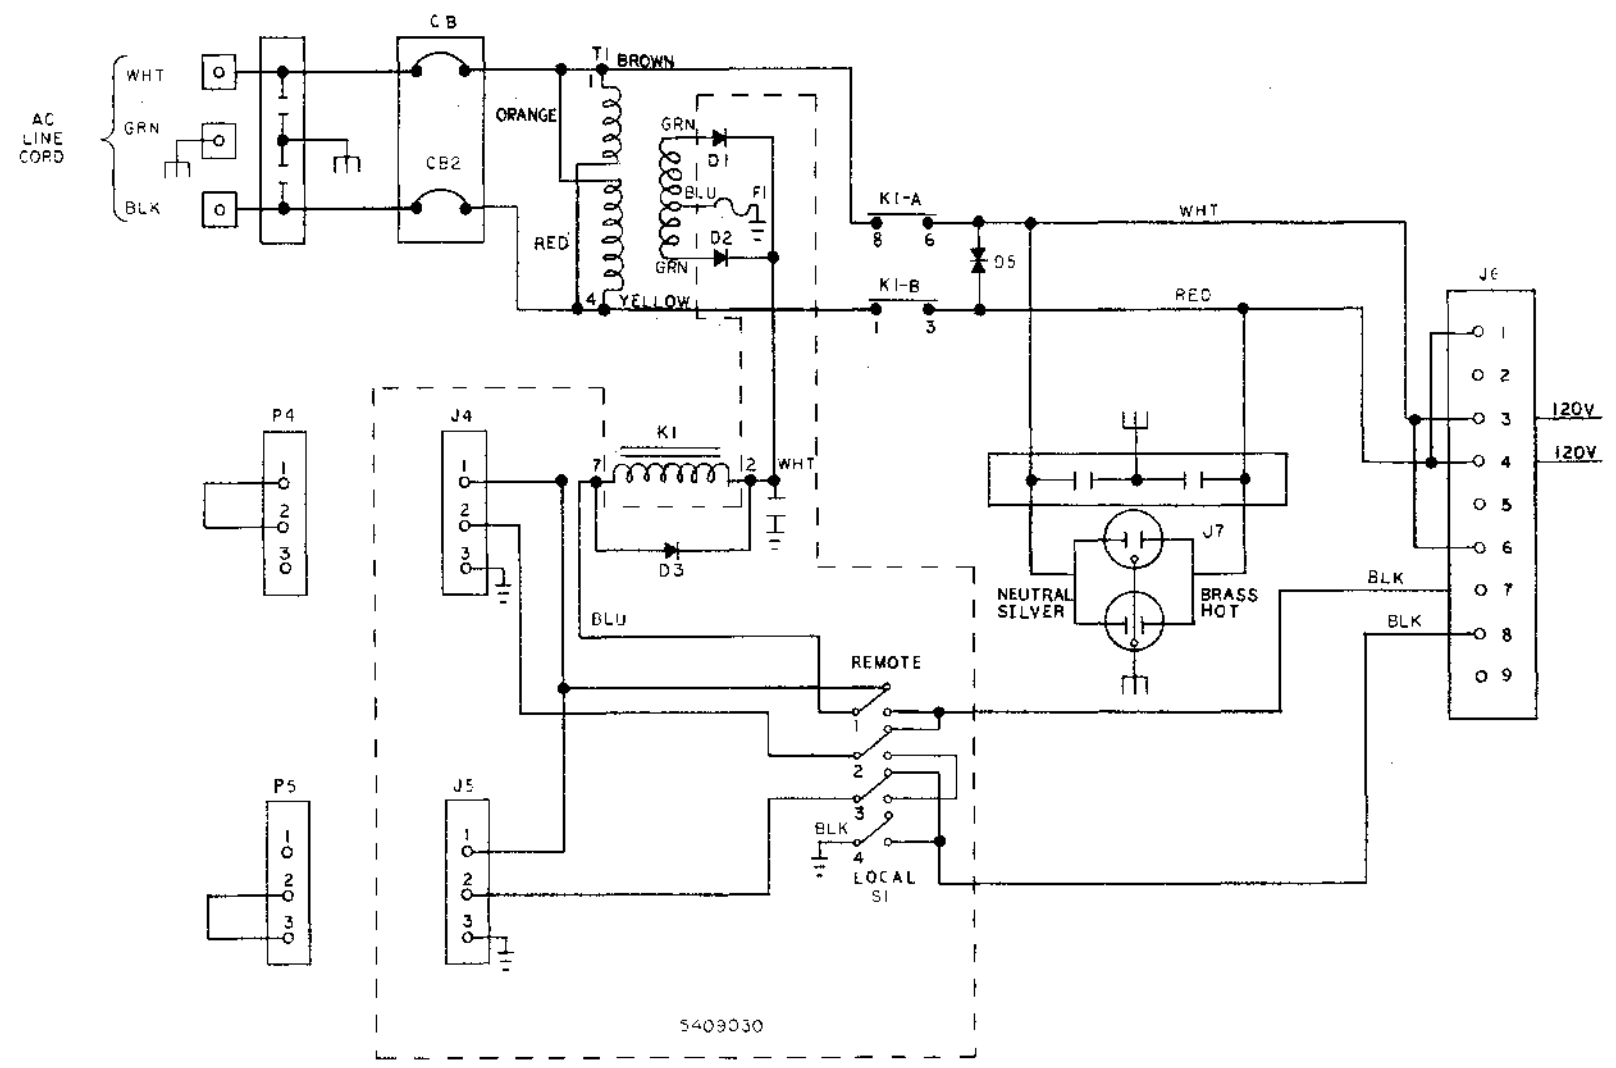 CB
T1 BROWN
WHT
1
AC
LINE
CORD
GRN
ORANGE
GRN
D1
CB2
BLU
F1
BLK
K1-A
WHT
8
6
RED
D2
GRN
D5
4
YELLOW
K1-B
RED
1
3
J6
1
2
3
120V
4
120V
5
6
7
8
9
P4
1
2
3
J4
1
2
3
K1
7
2
WHT
D3
BLU
J7
NEUTRAL
SILVER
BRASS
HOT
BLK
BLK
REMOTE
1
2
3
BLK
4
LOCAL
S1
P5
1
2
3
J5
1
2
3
5409030